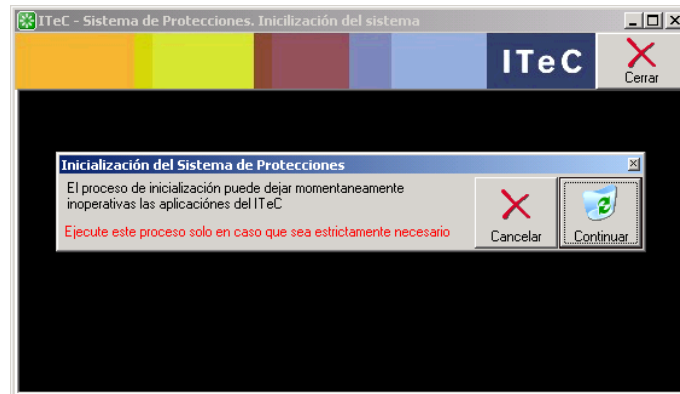 ITeC - Sistema de Protecciones. Inicilización del sistema
ITeC
Cerrar
Inicialización del Sistema de Protecciones
El proceso de inicialización puede dejar momentaneamente
inoperativas las aplicaciónes del ITeC
Ejecute este proceso solo en caso que sea estrictamente necesario
Cancelar
Continuar